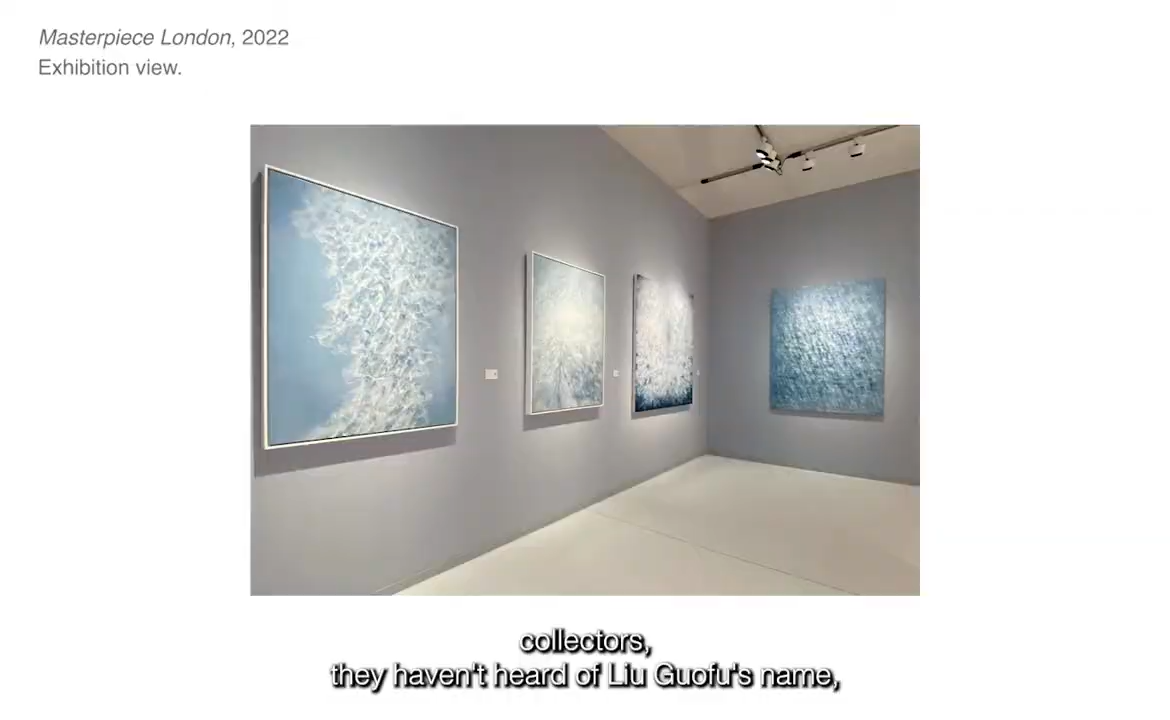 Masterpiece London, 2022
Exhibition view.
collectors,
they haven't heard of Liu Guofu's name,